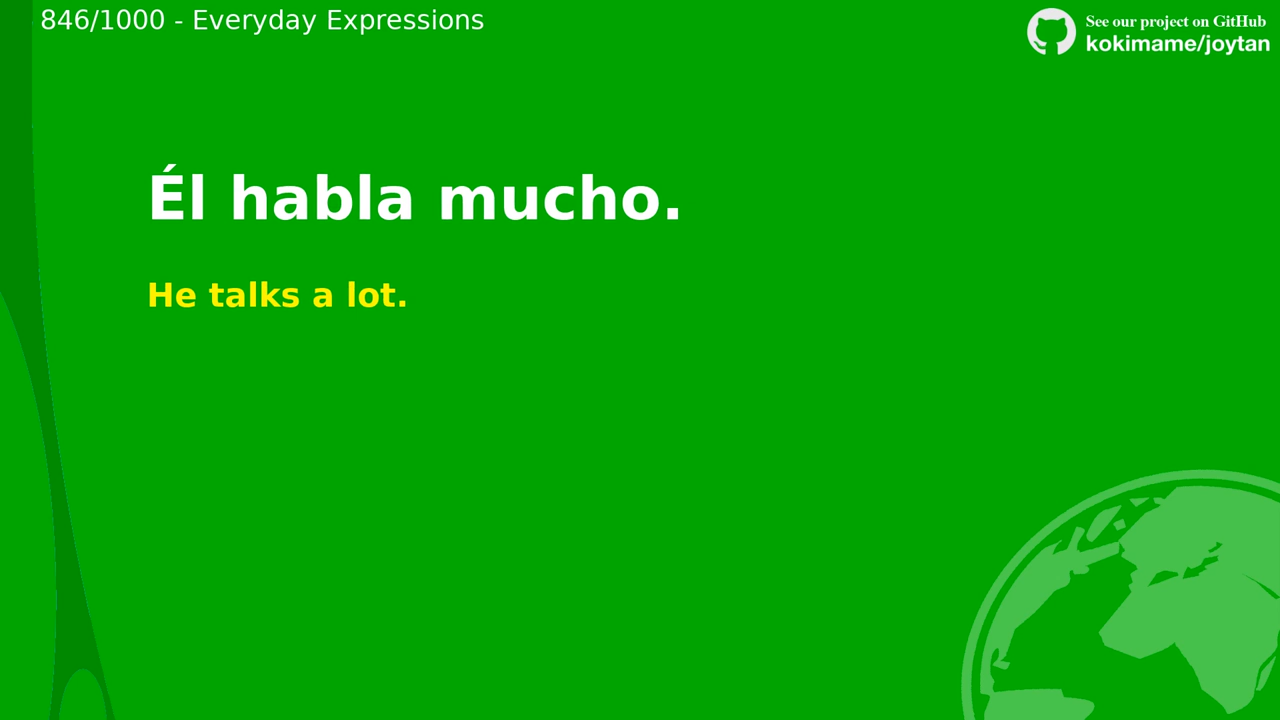 846/1000 - Everyday Expressions
See our project on GitHub
kokimame/joytan
Él habla mucho.
He talks a lot.